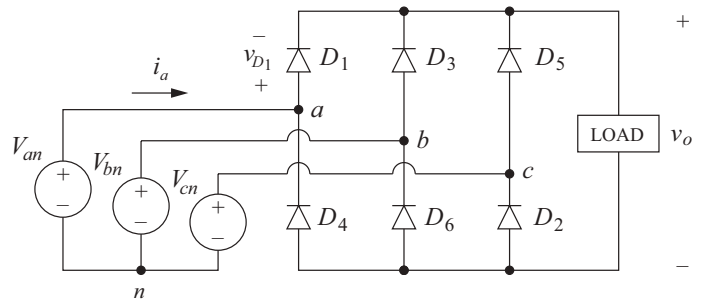 − +
v_D1 D1 D3 D5
+
i_a
a
V_an V_bn V_cn b LOAD v_o
+ + c
− − + −
D4 D6 D2
−
n